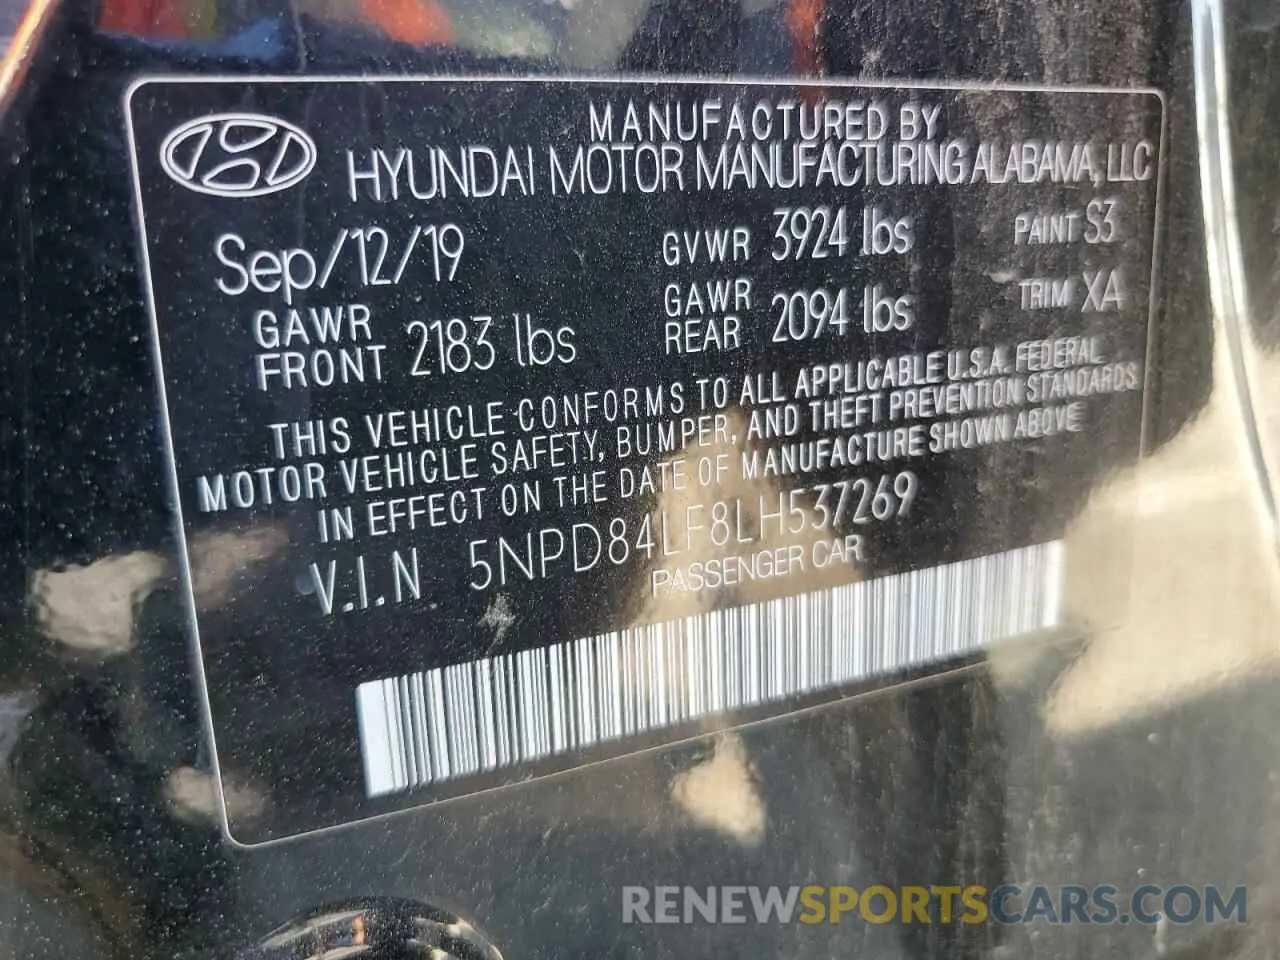 MANUFACTURED BY
HYUNDAI MOTOR MANUFACTURING ALABAMA, LLC
Sep/12/19 GVWR 3924 lbs PAINT S3
GAWR FRONT 2183 lbs GAWR REAR 2094 lbs TRIM XA
THIS VEHICLE CONFORMS TO ALL APPLICABLE U.S.A. FEDERAL
MOTOR VEHICLE SAFETY, BUMPER, AND THEFT PREVENTION STANDARDS
IN EFFECT ON THE DATE OF MANUFACTURE SHOWN ABOVE
V.I.N 5NPD84LF8LH537269
PASSENGER CAR
RENEWSPORTSCARS.COM